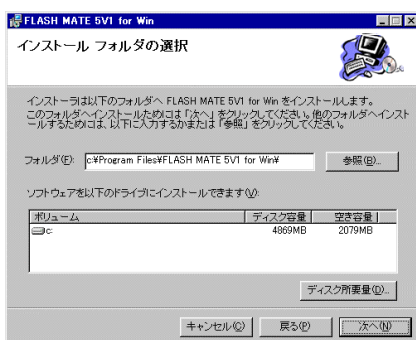 FLASH MATE 5V1 for Win
インストール フォルダの選択
インストーラは以下のフォルダへ FLASH MATE 5V1 for Win をインストールします。
このフォルダへインストールするためには「次へ」をクリックしてください。他のフォルダへインスト
ールするためには、以下に入力するかまたは「参照」をクリックしてください。
フォルダ(F): c:¥Program Files¥FLASH MATE 5V1 for Win¥ 参照(R)...
ソフトウェアを以下のドライブにインストールできます(V):
ボリューム ディスク容量 空き容量
c: 4869MB 2079MB
ディスク所要量(D)...
キャンセル(C) 戻る(P) 次へ(N)